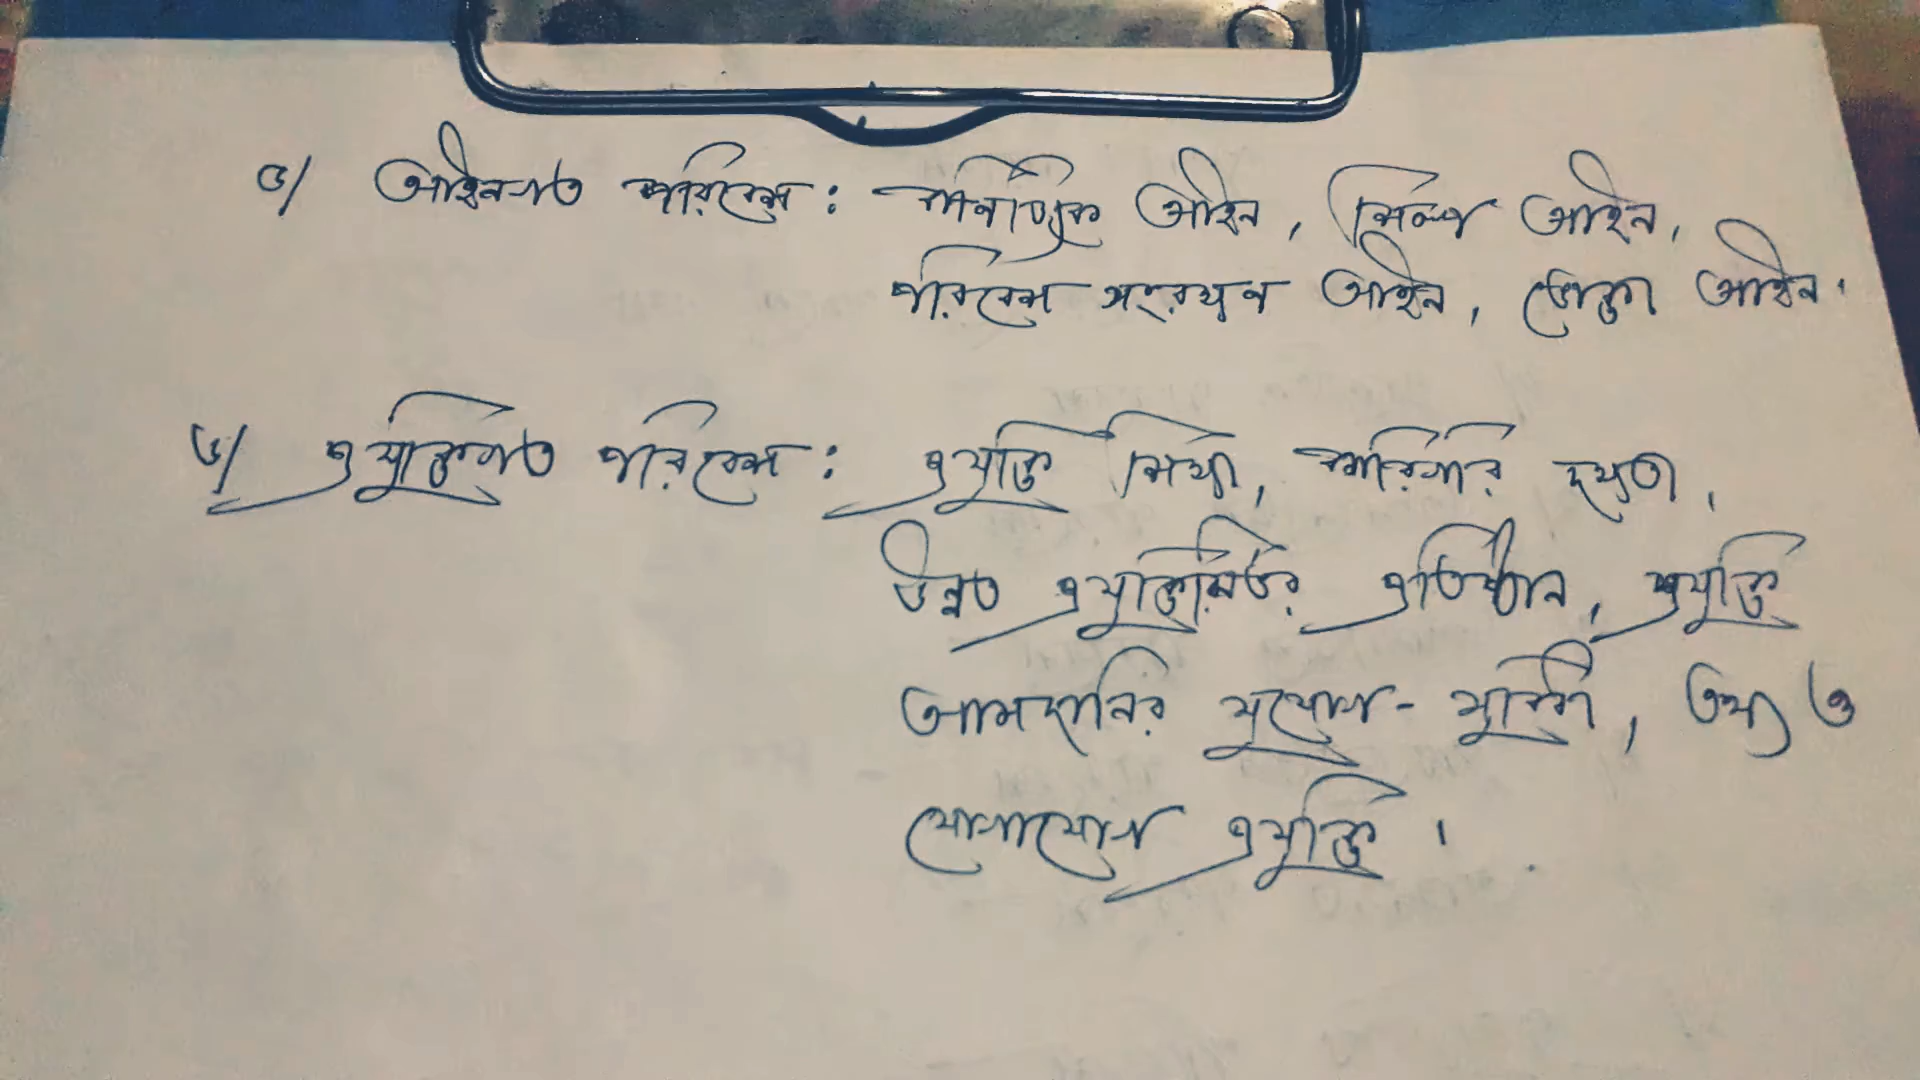 ৫/ আইনগত পরিবেশ : বাণিজ্যিক আইন, শিল্প আইন,
পরিবেশ সংরক্ষণ আইন, ভোক্তা আইন।
৬/ প্রযুক্তিগত পরিবেশ : প্রযুক্তি শিক্ষা, কারিগরি দক্ষতা,
উন্নত প্রযুক্তিনির্ভর প্রতিষ্ঠান, প্রযুক্তি
আমদানির সুযোগ-সুবিধা, তথ্য ও
যোগাযোগ প্রযুক্তি।